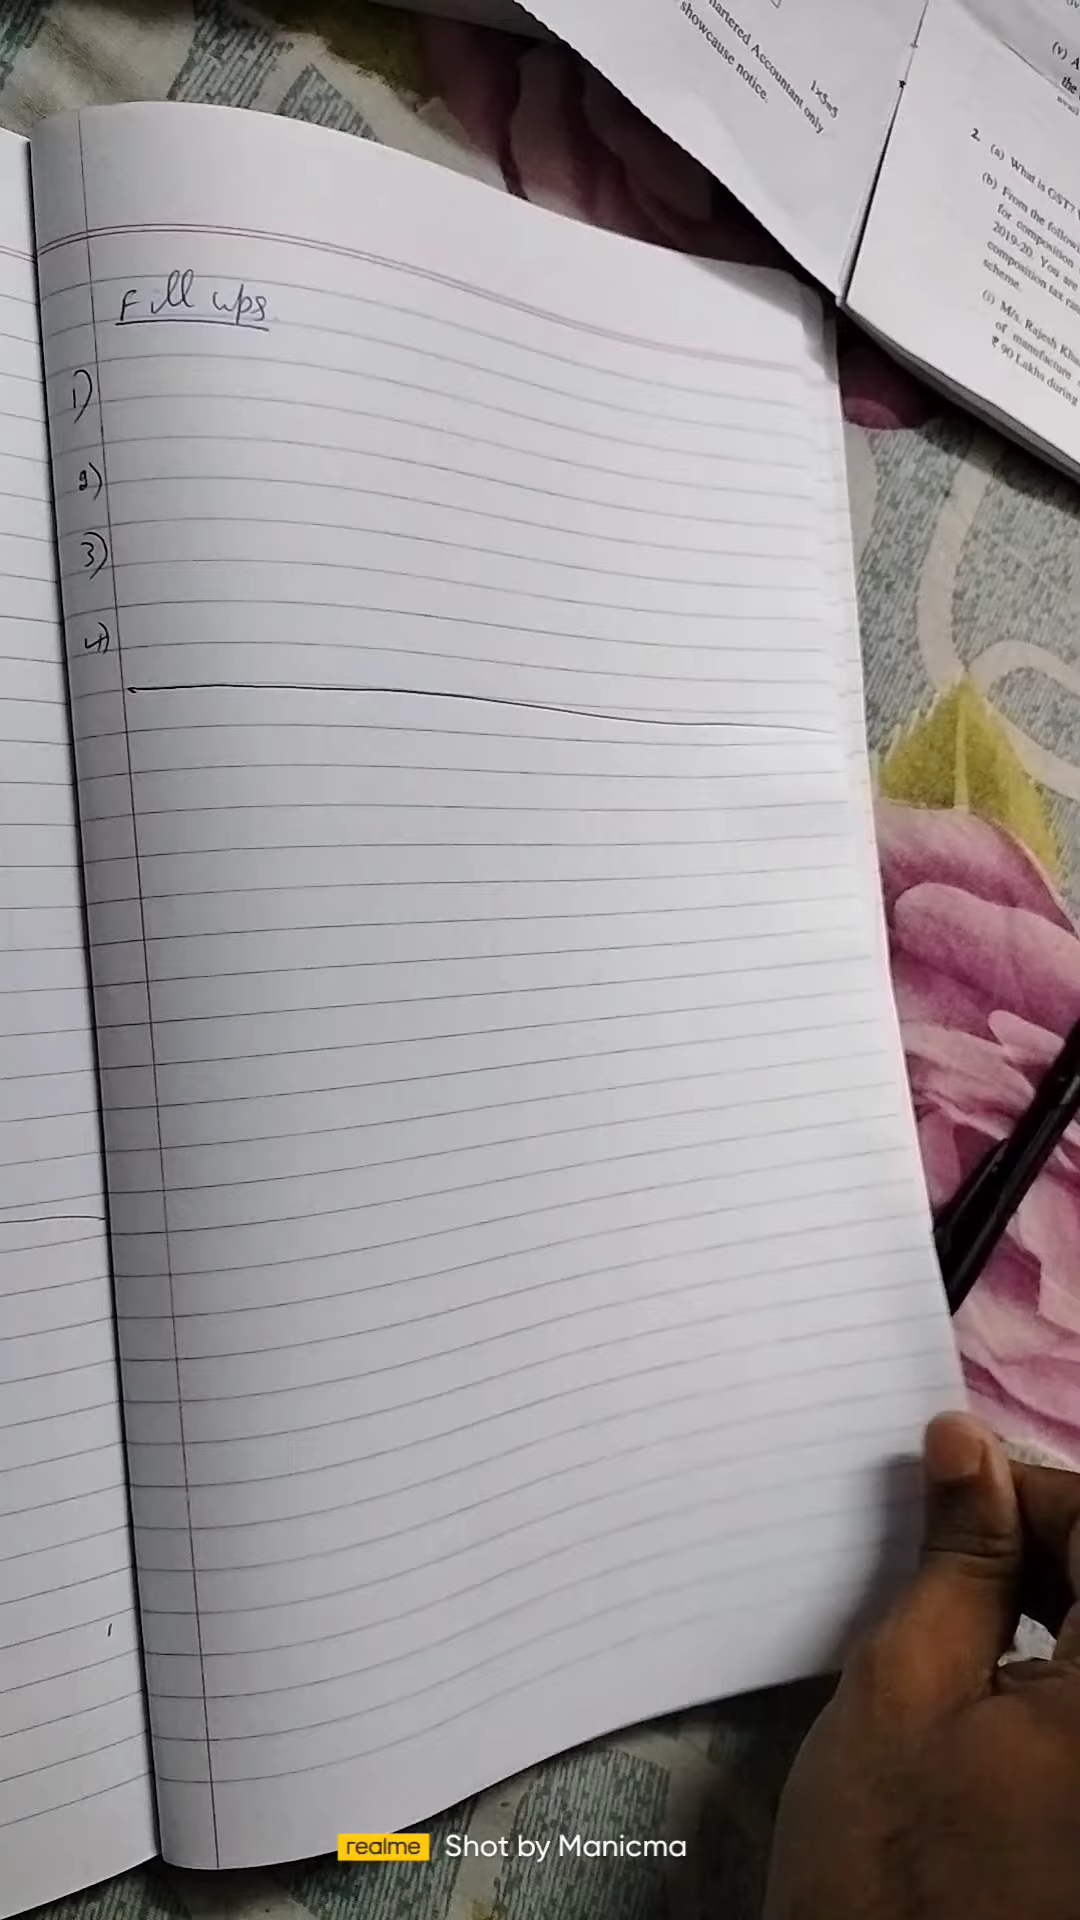 Fill ups
1)
2)
3)
4)
1×5=5
Chartered Accountant only
showcause notice.
(v) A
the
2. (a) What is GST?
(b) From the follow
for composition
2019-20. You are
composition tax
scheme.
(i) M/s. Rajesh
of manufacture
₹ 90 Lakhs during
realme Shot by Manicma